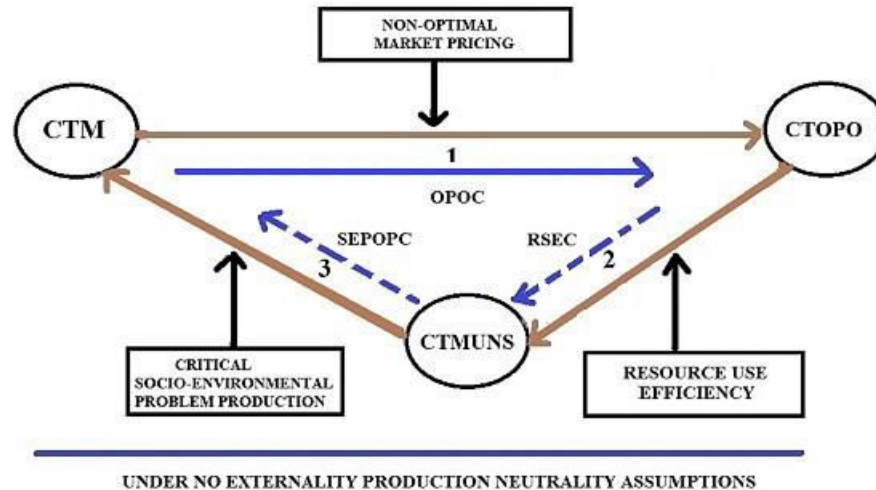 NON-OPTIMAL
MARKET PRICING
CTM
CTOPO
1
OPOC
SEPOPC
RSEC
3
2
CTMUNS
CRITICAL
SOCIO-ENVIRONMENTAL
PROBLEM PRODUCTION
RESOURCE USE
EFFICIENCY
UNDER NO EXTERNALITY PRODUCTION NEUTRALITY ASSUMPTIONS